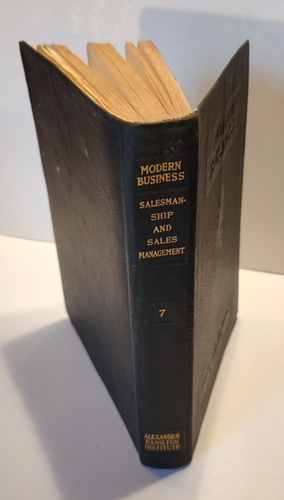 MODERN
BUSINESS
SALESMAN-
SHIP
AND
SALES
MANAGEMENT
7
ALEXANDER
HAMILTON
INSTITUTE